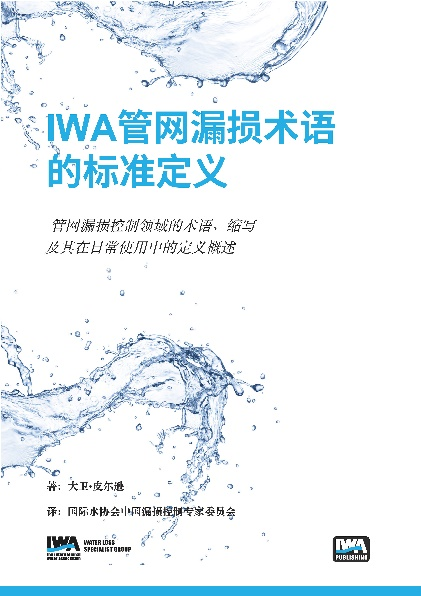 IWA管网漏损术语
的标准定义
管网漏损控制领域的术语、缩写
及其在日常使用中的定义概述
著：大卫·皮尔逊
译：国际水协会中国漏损控制专家委员会
IWA
WATER LOSS
SPECIALIST GROUP
IWA
PUBLISHING